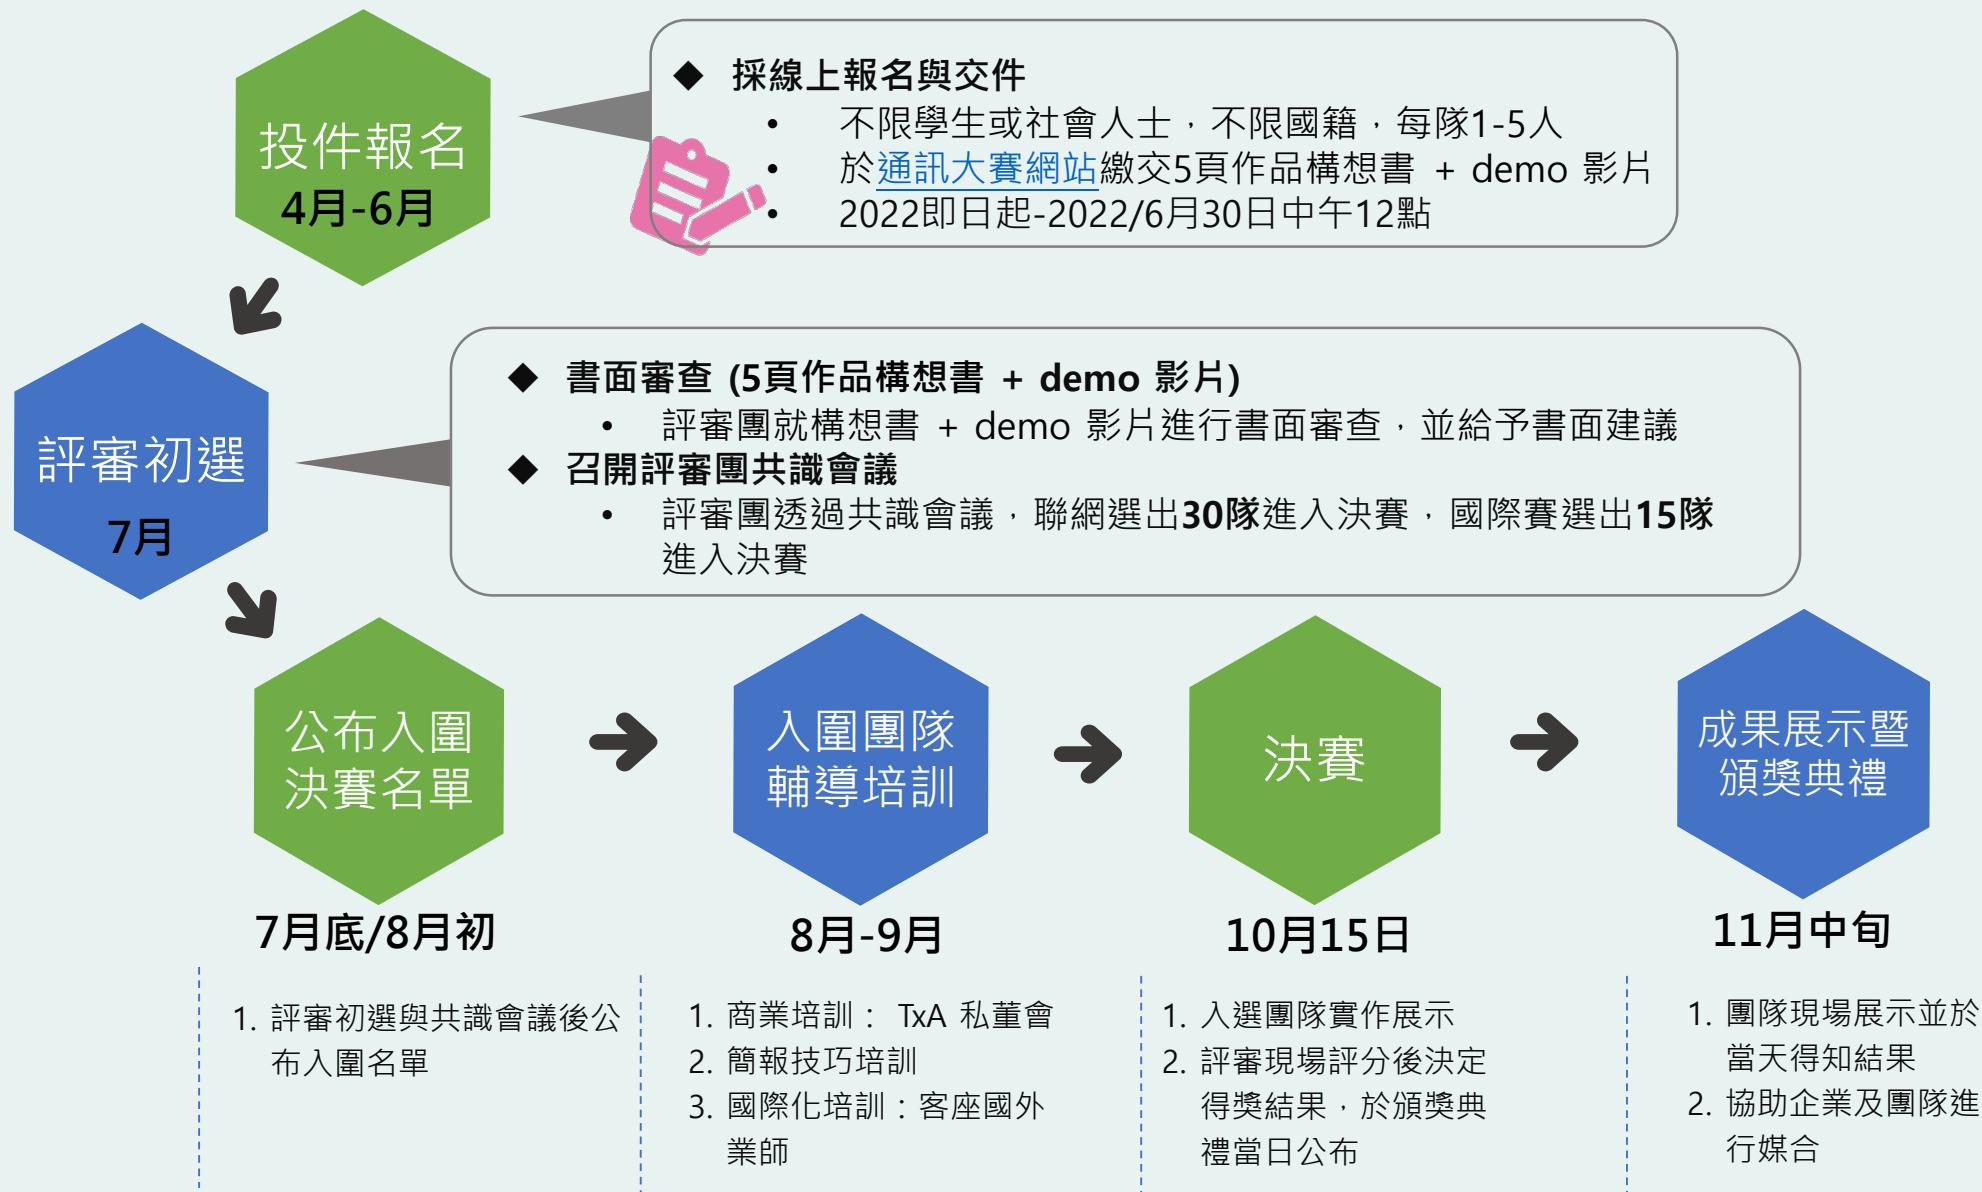 投件報名
4月-6月
◆ 採線上報名與交件
• 不限學生或社會人士，不限國籍，每隊1-5人
• 於通訊大賽網站繳交5頁作品構想書 + demo 影片
• 2022即日起-2022/6月30日中午12點
評審初選
7月
◆ 書面審查 (5頁作品構想書 + demo 影片)
• 評審團就構想書 + demo 影片進行書面審查，並給予書面建議
◆ 召開評審團共識會議
• 評審團透過共識會議，聯網選出30隊進入決賽，國際賽選出15隊
進入決賽
公布入圍
決賽名單
7月底/8月初
1. 評審初選與共識會議後公
布入圍名單
入圍團隊
輔導培訓
8月-9月
1. 商業培訓： TxA 私董會
2. 簡報技巧培訓
3. 國際化培訓：客座國外
業師
決賽
10月15日
1. 入選團隊實作展示
2. 評審現場評分後決定
得獎結果，於頒獎典
禮當日公布
成果展示暨
頒獎典禮
11月中旬
1. 團隊現場展示並於
當天得知結果
2. 協助企業及團隊進
行媒合